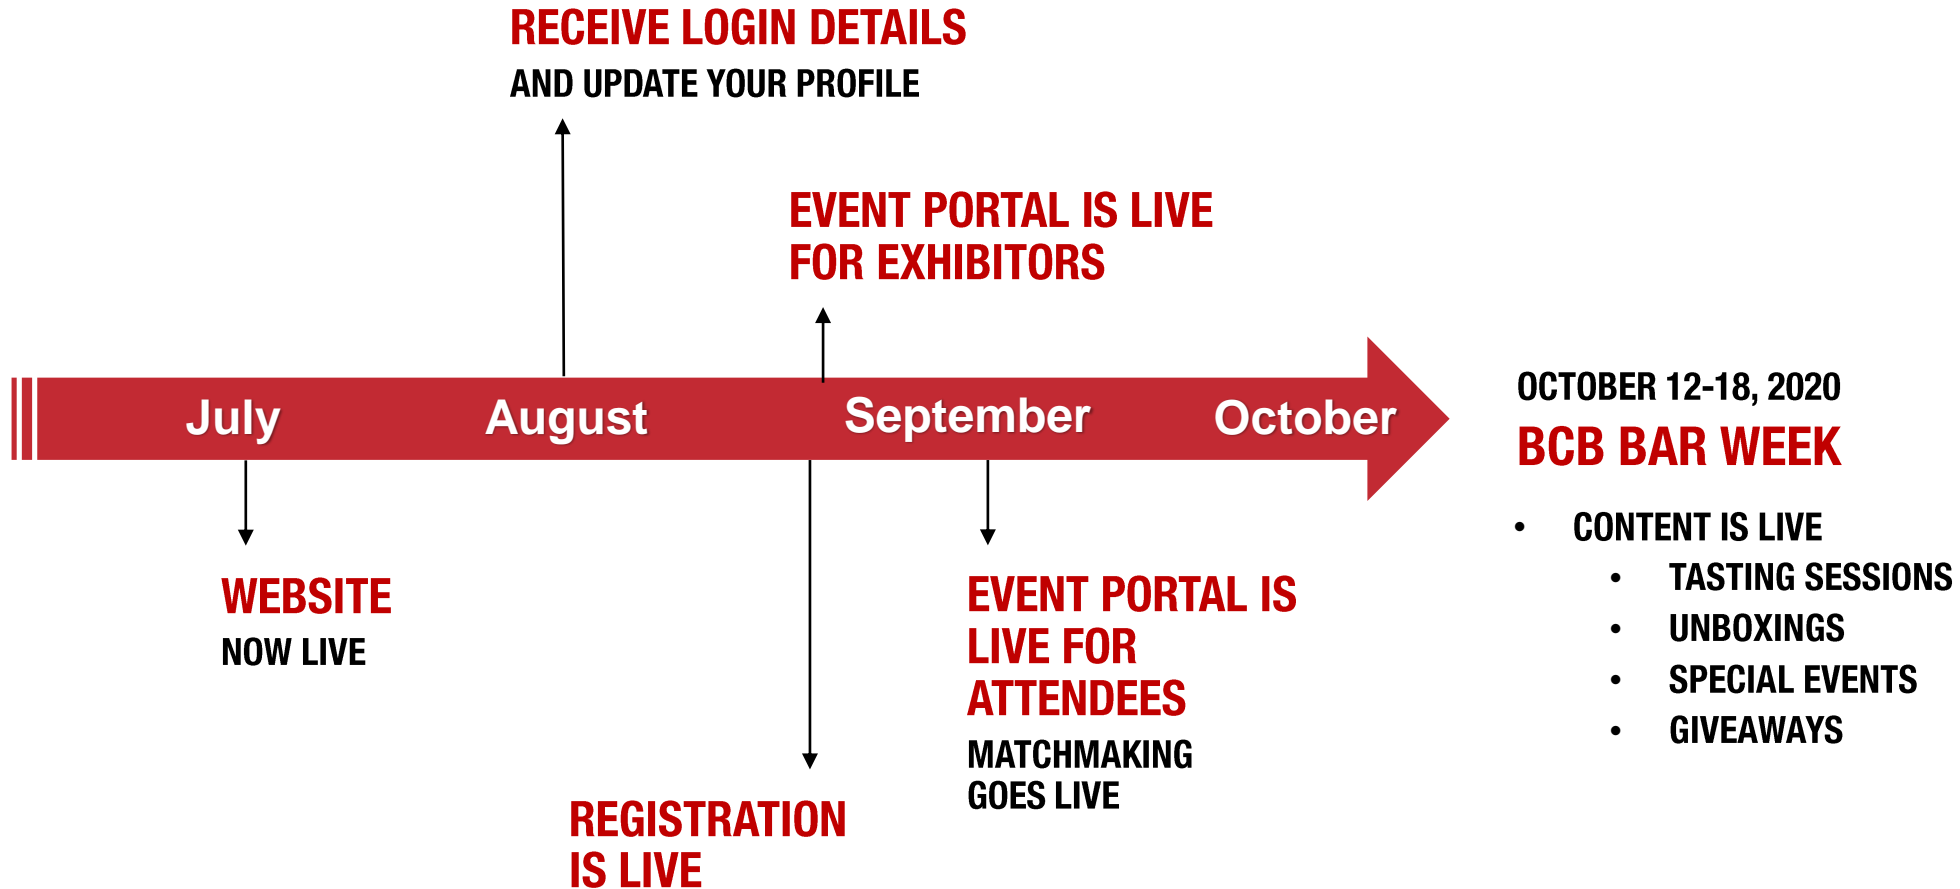 RECEIVE LOGIN DETAILS
AND UPDATE YOUR PROFILE
EVENT PORTAL IS LIVE
FOR EXHIBITORS
July
August
September
October
WEBSITE
NOW LIVE
REGISTRATION
IS LIVE
EVENT PORTAL IS
LIVE FOR
ATTENDEES
MATCHMAKING
GOES LIVE
OCTOBER 12-18, 2020
BCB BAR WEEK
• CONTENT IS LIVE
• TASTING SESSIONS
• UNBOXINGS
• SPECIAL EVENTS
• GIVEAWAYS